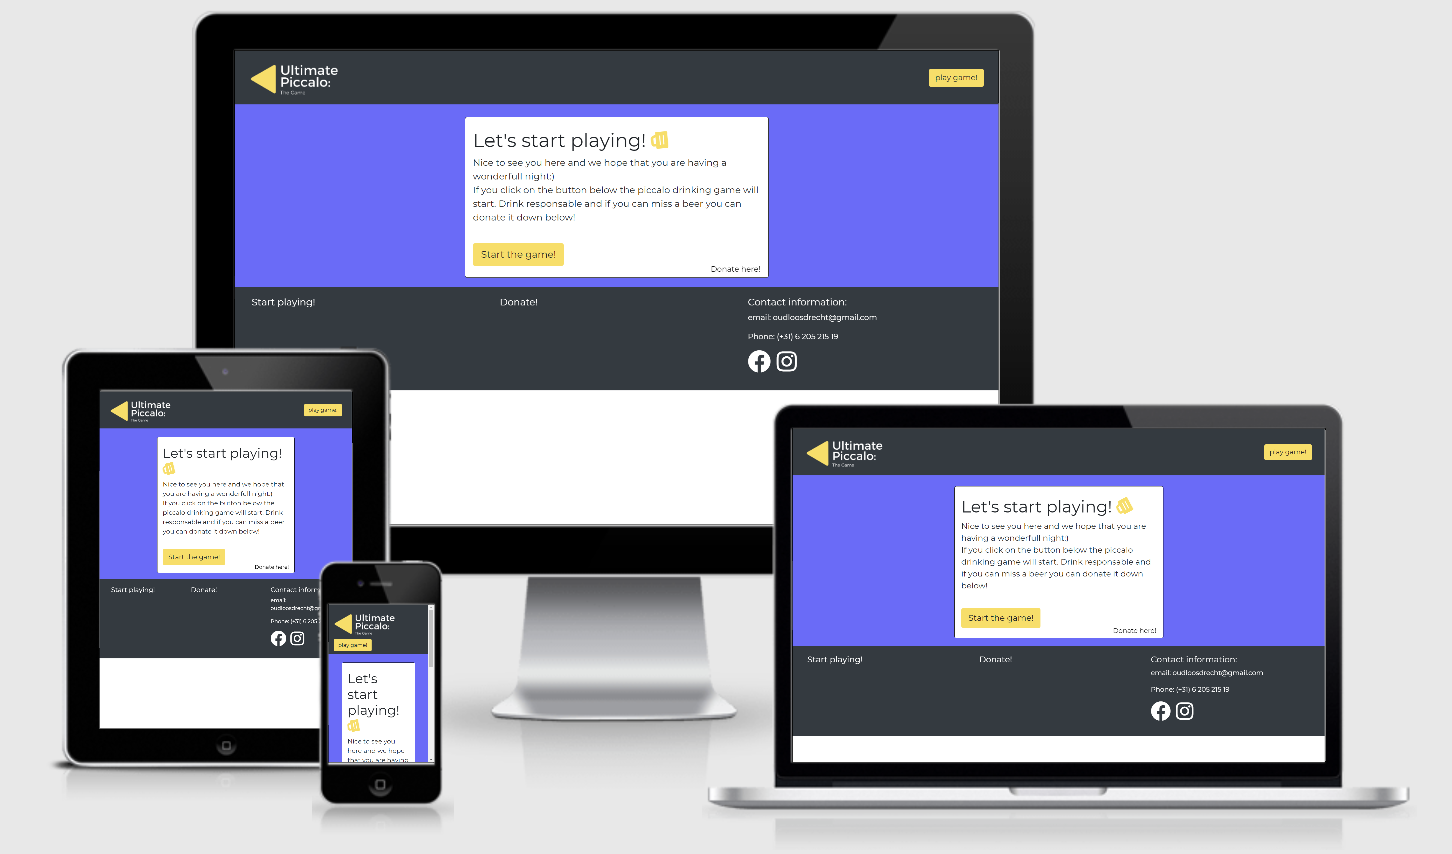 Ultimate
Piccalo:
The Game
play game!
Let's start playing!
Nice to see you here and we hope that you are having a
wonderfull night:)
If you click on the button below the piccalo drinking game will
start. Drink responsable and if you can miss a beer you can
donate it down below!
Start the game!
Donate here!
Start playing!
Donate!
Contact information:
email: oudloosdrecht@gmail.com
Phone: (+31) 6 205 215 19
Ultimate
Piccalo:
The Game
play game!
Let's start playing!
Nice to see you here and we hope that
you are having a wonderfull night:)
If you click on the button below the
piccalo drinking game will start. Drink
responsable and if you can miss a beer
you can donate it down below!
Start the game!
Donate here!
Start playing!
Donate!
Contact inform
email:
oudloosdrecht@g
Phone: (+31) 6 205
Ultimate
Piccalo:
The Game
play game!
Let's
start
playing!
Nice to see you
here and we hope
that you are having
Ultimate
Piccalo:
The Game
play game!
Let's start playing!
Nice to see you here and we hope that you are
having a wonderfull night:)
If you click on the button below the piccalo
drinking game will start. Drink responsable and
if you can miss a beer you can donate it down
below!
Start the game!
Donate here!
Start playing!
Donate!
Contact information:
email: oudloosdrecht@gmail.com
Phone: (+31) 6 205 215 19